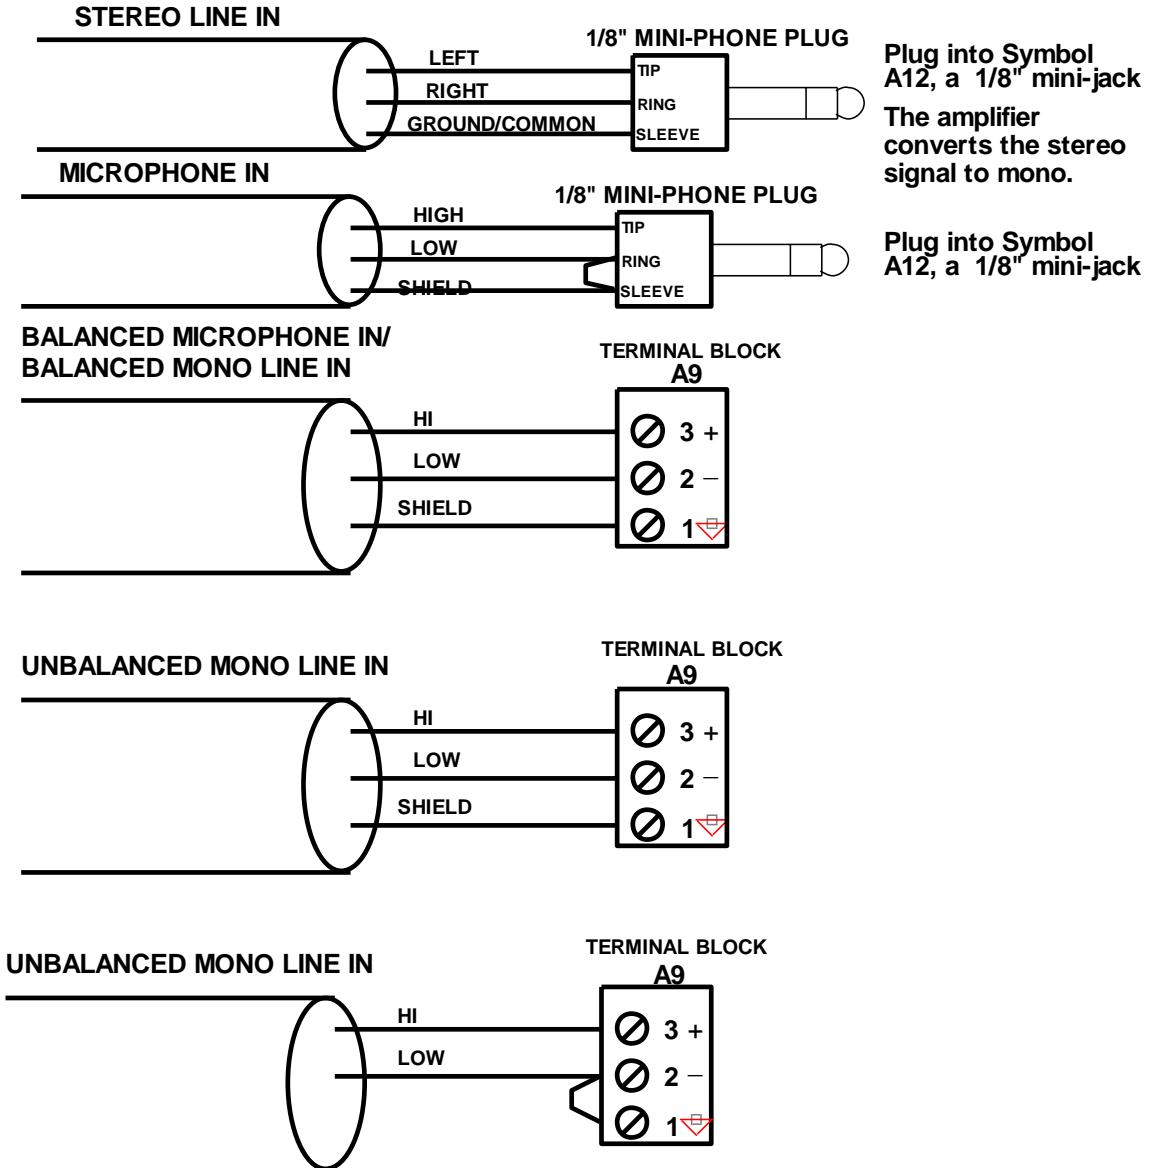 STEREO LINE IN
1/8" MINI-PHONE PLUG
LEFT
RIGHT
GROUND/COMMON
TIP
RING
SLEEVE
Plug into Symbol
A12, a 1/8" mini-jack
The amplifier
converts the stereo
signal to mono.
MICROPHONE IN
1/8" MINI-PHONE PLUG
HIGH
LOW
SHIELD
TIP
RING
SLEEVE
Plug into Symbol
A12, a 1/8" mini-jack
BALANCED MICROPHONE IN/
BALANCED MONO LINE IN
TERMINAL BLOCK
A9
HI
LOW
SHIELD
3 +
2 –
1
UNBALANCED MONO LINE IN
TERMINAL BLOCK
A9
HI
LOW
SHIELD
3 +
2 –
1
UNBALANCED MONO LINE IN
TERMINAL BLOCK
A9
HI
LOW
3 +
2 –
1